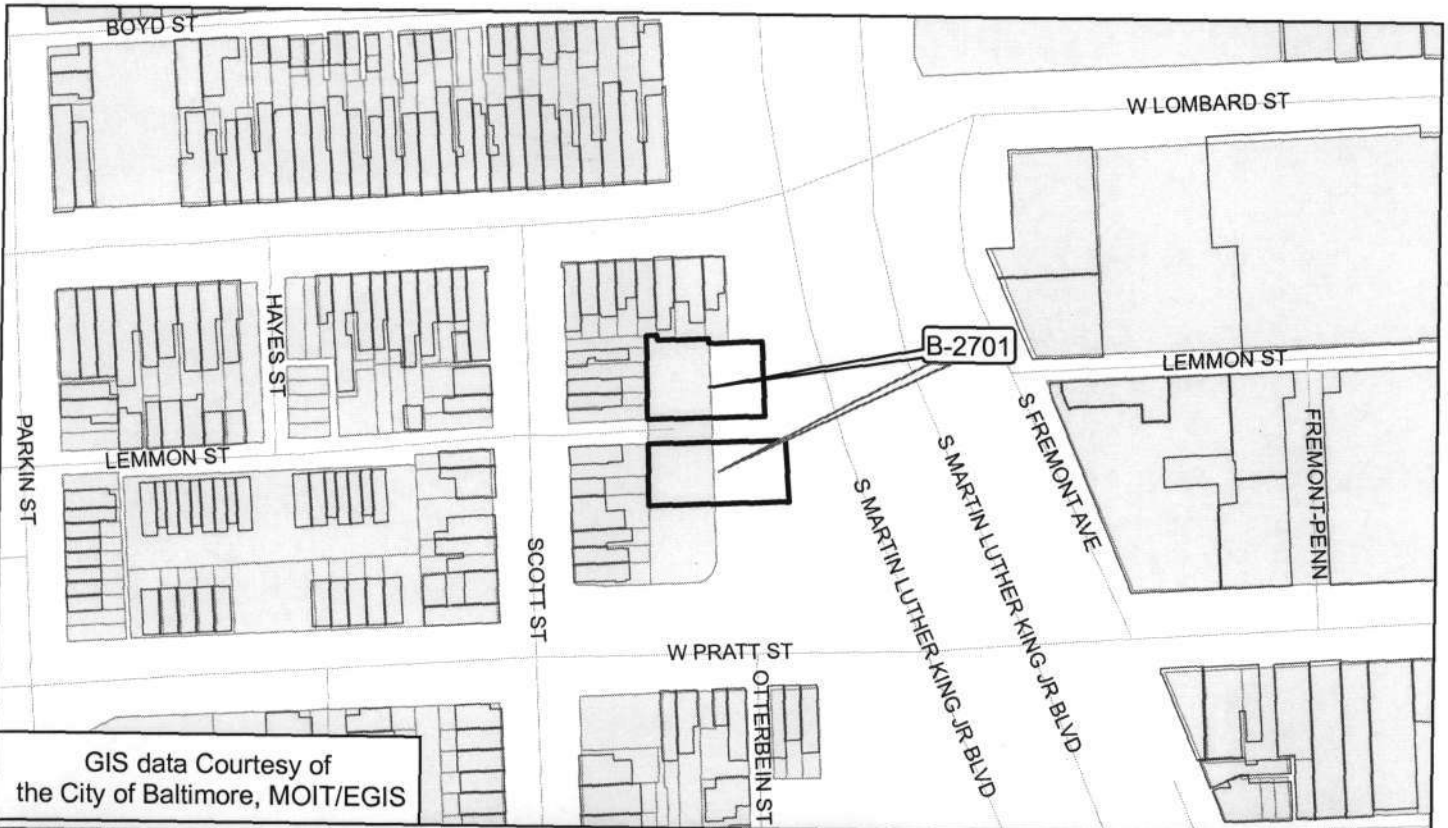 BOYD ST
W LOMBARD ST
HAYES ST
B-2701
LEMMON ST
PARKIN ST
LEMMON ST
S FREMONT AVE
FREMONT-PENN
S MARTIN LUTHER KING JR BLVD
S MARTIN LUTHER KING JR BLVD
SCOTT ST
W PRATT ST
OTTERBEIN ST
GIS data Courtesy of
the City of Baltimore, MOIT/EGIS